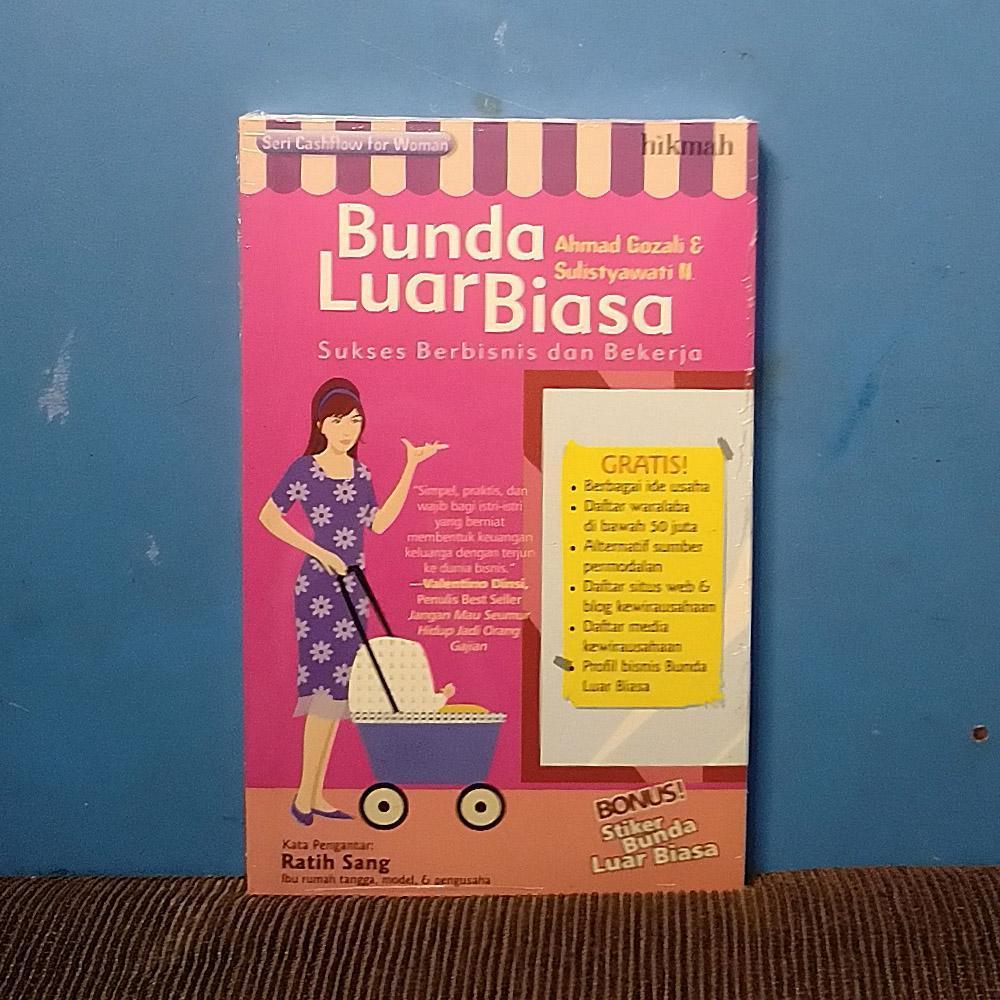 Seri Cashflow for Woman
hikmah
Bunda
Luar Biasa
Ahmad Gozali &
Sulistyawati N.
Sukses Berbisnis dan Bekerja
"Simpel, praktis, dan
wajib bagi istri-istri
yang berniat
membentuk keuangan
keluarga dengan terjun
ke dunia bisnis."
—Valentino Dinsi,
Penulis Best Seller
Jangan Mau Seumur
Hidup Jadi Orang
Gajian
GRATIS!
• Berbagai ide usaha
• Daftar waralaba
di bawah 50 juta
• Alternatif sumber
permodalan
• Daftar situs web &
blog kewirausahaan
• Daftar media
kewirausahaan
• Profil bisnis Bunda
Luar Biasa
BONUS!
Stiker
Bunda
Luar Biasa
Kata Pengantar:
Ratih Sang
Ibu rumah tangga, model, & pengusaha